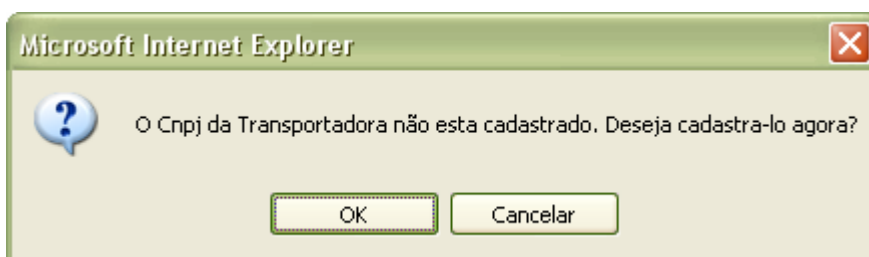 Microsoft Internet Explorer
O Cnpj da Transportadora não esta cadastrado. Deseja cadastra-lo agora?
OK Cancelar